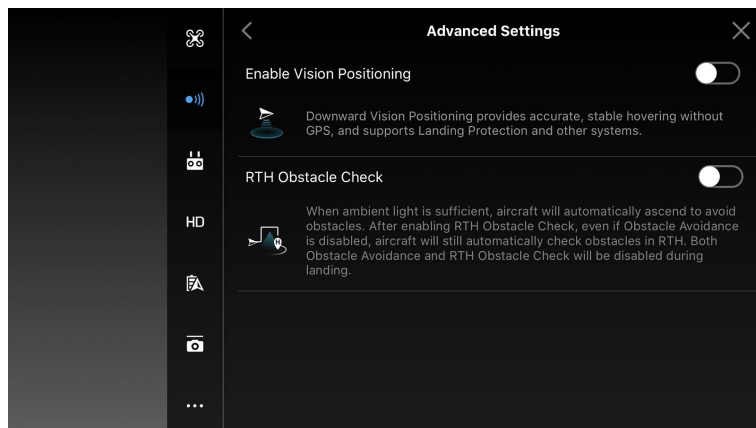 Advanced Settings
Enable Vision Positioning
Downward Vision Positioning provides accurate, stable hovering without
GPS, and supports Landing Protection and other systems.
RTH Obstacle Check
When ambient light is sufficient, aircraft will automatically ascend to avoid
obstacles. After enabling RTH Obstacle Check, even if Obstacle Avoidance
is disabled, aircraft will still automatically check obstacles in RTH. Both
Obstacle Avoidance and RTH Obstacle Check will be disabled during
landing.
HD
H